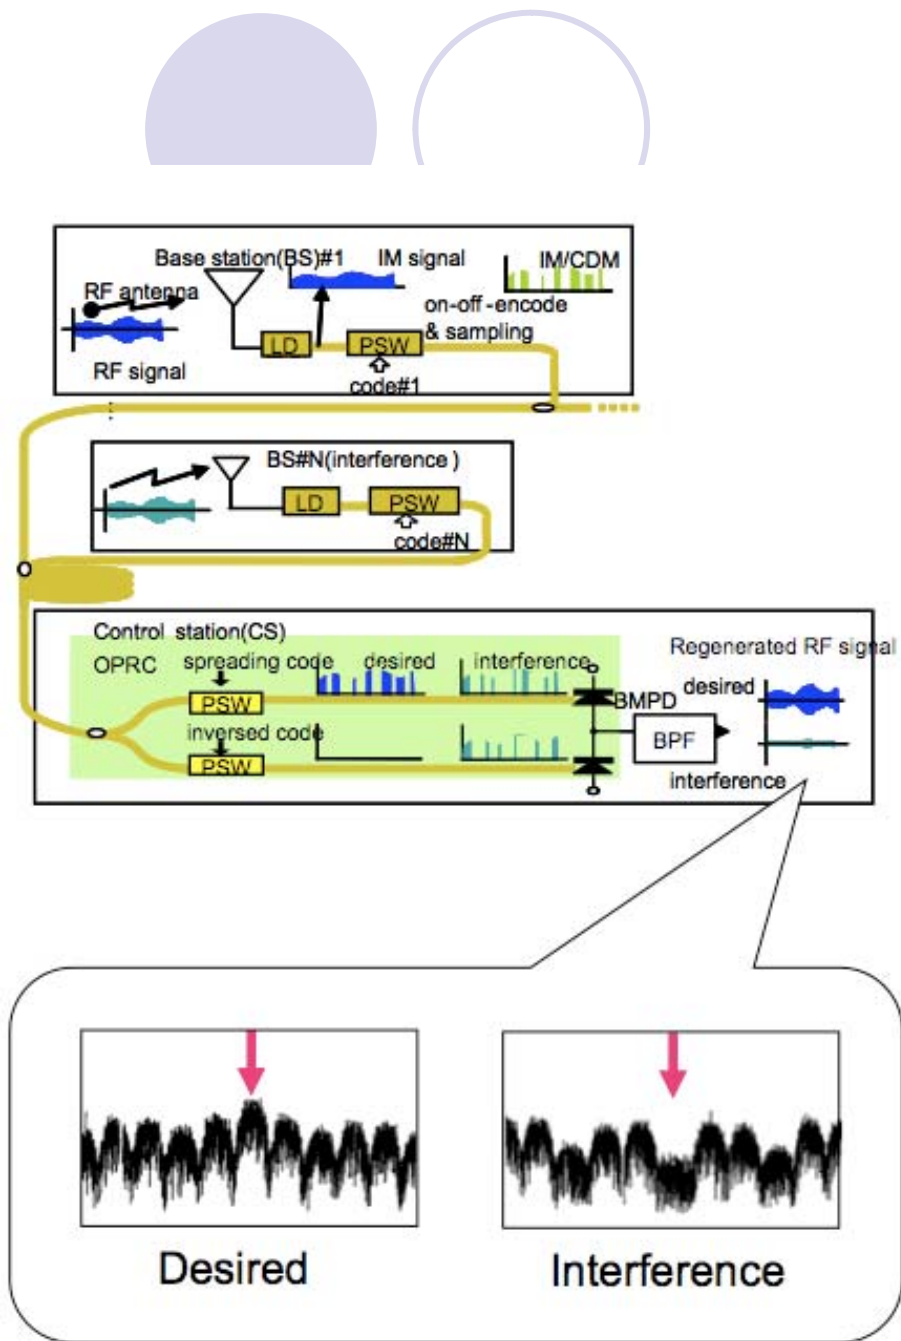 Base station(BS)#1
IM signal
IM/CDM
RF antenna
on-off -encode
& sampling
LD
PSW
RF signal
code#1
BS#N(interference )
LD
PSW
code#N
Control station(CS)
OPRC
spreading code
desired
interference
Regenerated RF signal
PSW
BMPD
desired
inversed code
BPF
PSW
interference
Desired
Interference